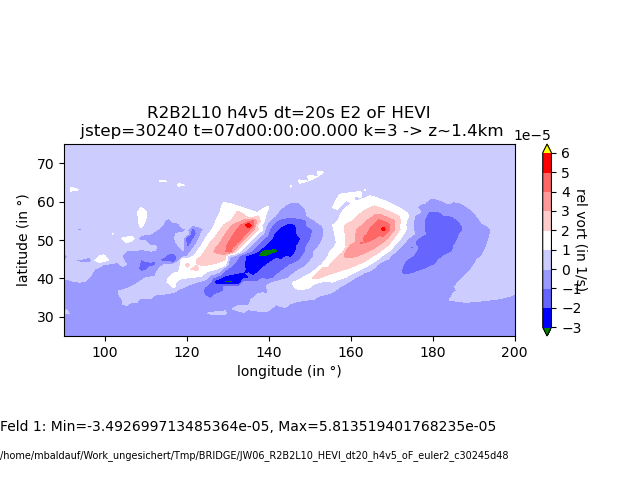 R2B2L10 h4v5 dt=20s E2 oF HEVI
jstep=30240 t=07d00:00:00.000 k=3 -> z~1.4km
1e−5
70
60
50
40
30
latitude (in °)
100
120
140
160
180
200
longitude (in °)
6
5
4
3
2
1
0
−1
−2
−3
rel vort (in 1/s)
Feld 1: Min=-3.492699713485364e-05, Max=5.813519401768235e-05
/home/mbaldauf/Work_ungesichert/Tmp/BRIDGE/JW06_R2B2L10_HEVI_dt20_h4v5_oF_euler2_c30245d48